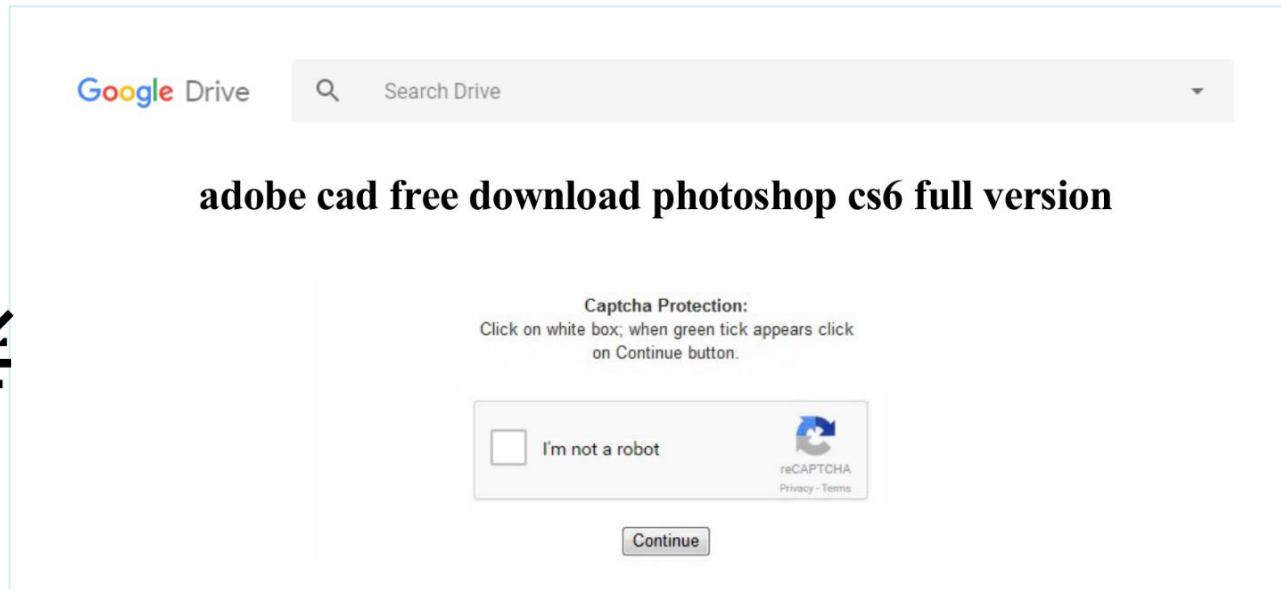 Google Drive Search Drive
adobe cad free download photoshop cs6 full version
Captcha Protection:
Click on white box; when green tick appears click
on Continue button.
I'm not a robot
reCAPTCHA
Privacy - Terms
Continue